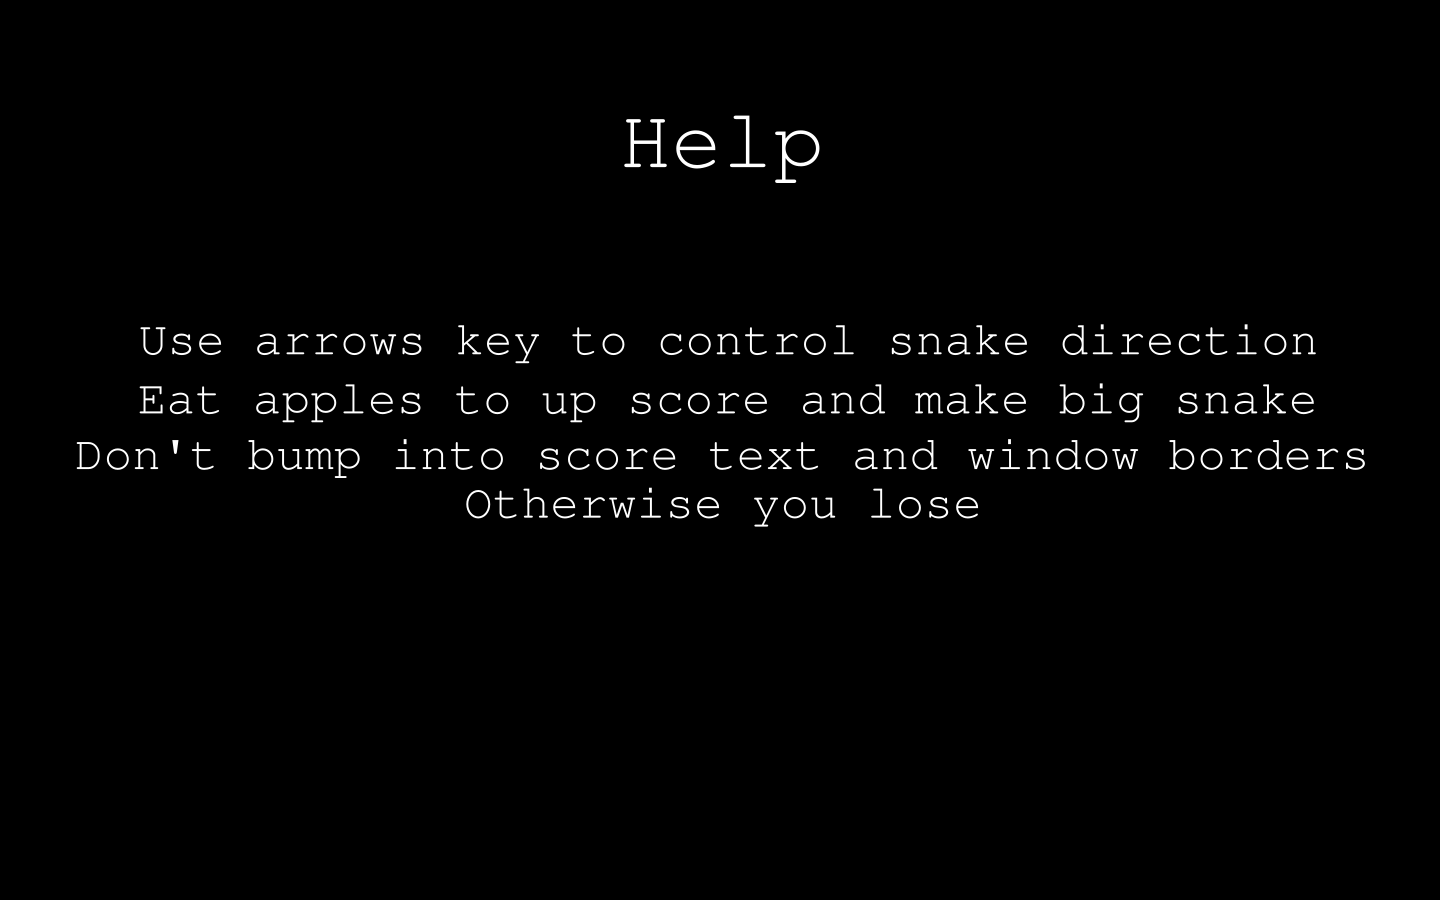 Help
Use arrows key to control snake direction
Eat apples to up score and make big snake
Don't bump into score text and window borders
Otherwise you lose